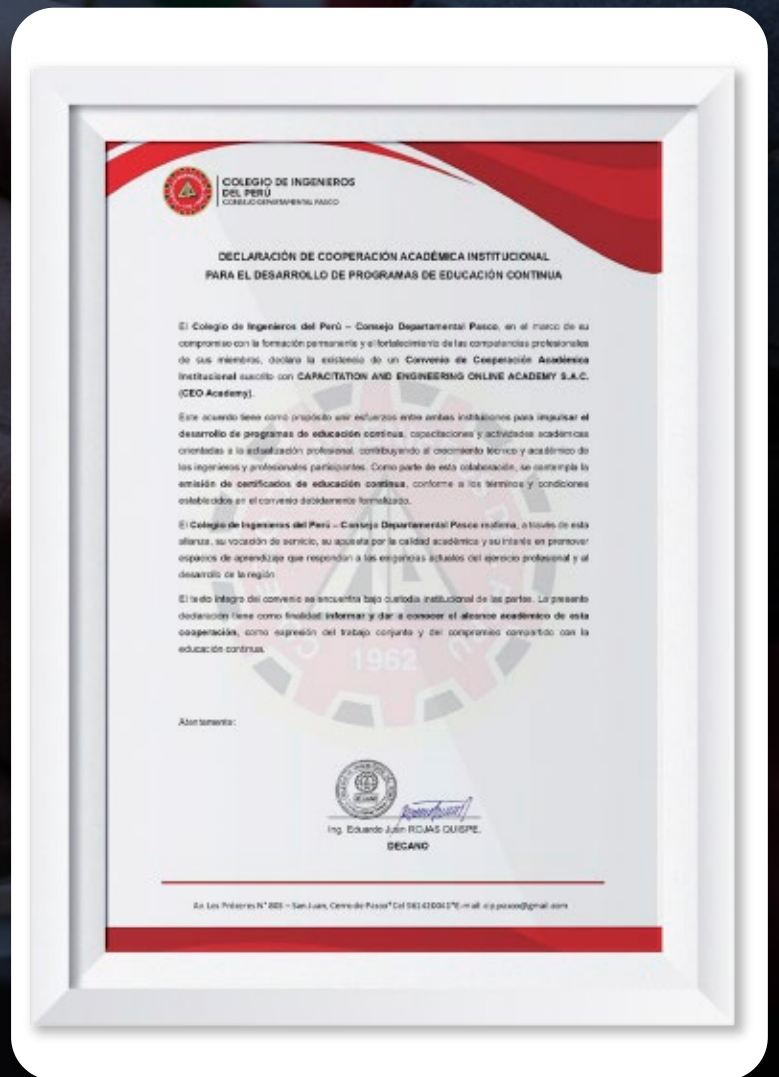 COLEGIO DE INGENIEROS
DEL PERÚ
CONSEJO DEPARTAMENTAL PASCO
DECLARACIÓN DE COOPERACIÓN ACADÉMICA INSTITUCIONAL
PARA EL DESARROLLO DE PROGRAMAS DE EDUCACIÓN CONTINUA
El Colegio de Ingenieros del Perú – Consejo Departamental Pasco, en el marco de su
compromiso con la formación permanente y el fortalecimiento de las competencias profesionales
de sus miembros, declara la existencia de un Convenio de Cooperación Académica
Institucional suscrito con CAPACITATION AND ENGINEERING ONLINE ACADEMY S.A.C.
(CEO Academy).
Este acuerdo tiene como propósito unir esfuerzos entre ambas instituciones para impulsar el
desarrollo de programas de educación continua, capacitaciones y actividades académicas
orientadas a la actualización profesional, contribuyendo al crecimiento técnico y académico de
los ingenieros y profesionales participantes. Como parte de esta colaboración, se contempla la
emisión de certificados de educación continua, conforme a los términos y condiciones
establecidos en el convenio debidamente formalizado.
El Colegio de Ingenieros del Perú – Consejo Departamental Pasco reafirma, a través de esta
alianza, su vocación de servicio, su apuesta por la calidad académica y su interés en promover
espacios de aprendizaje que respondan a las exigencias actuales del ejercicio profesional y al
desarrollo de la región.
El texto íntegro del convenio se encuentra bajo custodia institucional de las partes. La presente
declaración tiene como finalidad informar y dar a conocer el alcance académico de esta
cooperación, como expresión del trabajo conjunto y del compromiso compartido con la
educación continua.
1962
Atentamente:
DECANO
Ing. Eduardo Juan ROJAS QUISPE.
DECANO
Av. Los Próceres N° 803 – San Juan, Cerro de Pasco* Cel